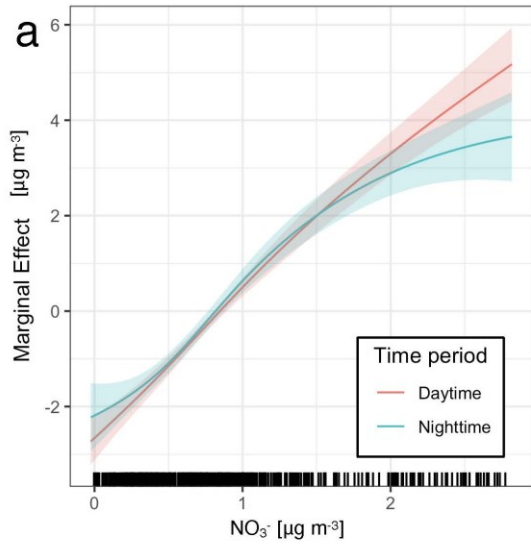 a
6
4
2
0
-2
Marginal Effect [µg m⁻³]
Time period
Daytime
Nighttime
0 1 2
NO₃⁻ [µg m⁻³]